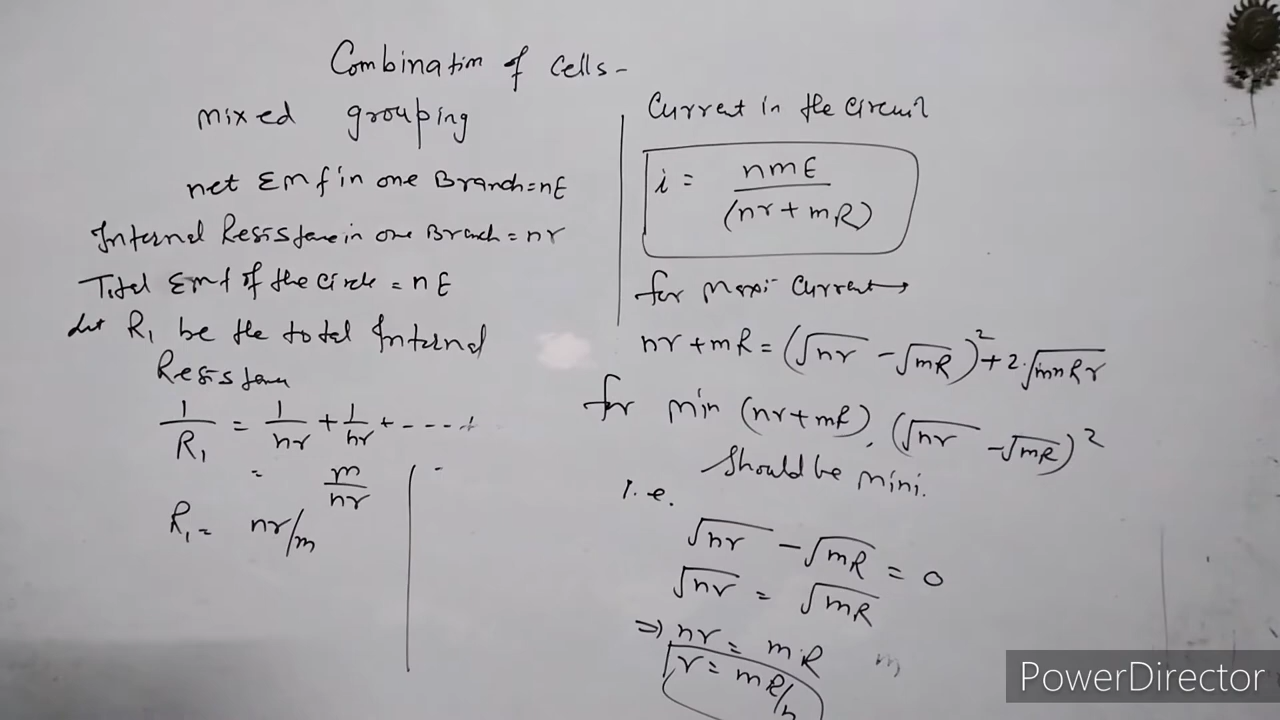 Combination of cells -
mixed grouping
net Emf in one Branch = nE
Internal Resistance in one Branch = nr
Total Emf of the circle = nE
Let R₁ be the total Internal
Resistance
1/R₁ = 1/nr + 1/nr + - - - - +
= m/nr
R₁ = nr/m
Current in the circuit
i = nmE/(nr + mR)
for maxi- Current →
nr + mR = (√nr - √mR)² + 2√mnRr
for min (nr + mR), (√nr - √mR)²
Should be mini.
i.e.
√nr - √mR = 0
√nr = √mR
⇒ nr = mR
r = mR/n
m
PowerDirector